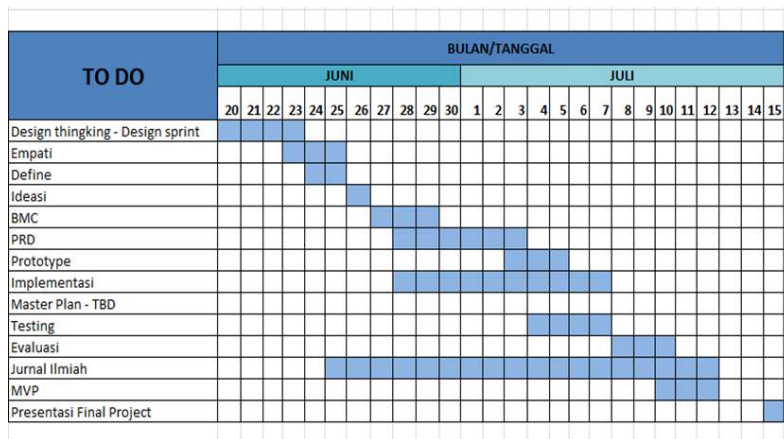 BULAN/TANGGAL
TO DO
JUNI JULI
20 21 22 23 24 25 26 27 28 29 30 1 2 3 4 5 6 7 8 9 10 11 12 13 14 15
Design thingking - Design sprint
Empati
Define
Ideasi
BMC
PRD
Prototype
Implementasi
Master Plan - TBD
Testing
Evaluasi
Jurnal Ilmiah
MVP
Presentasi Final Project